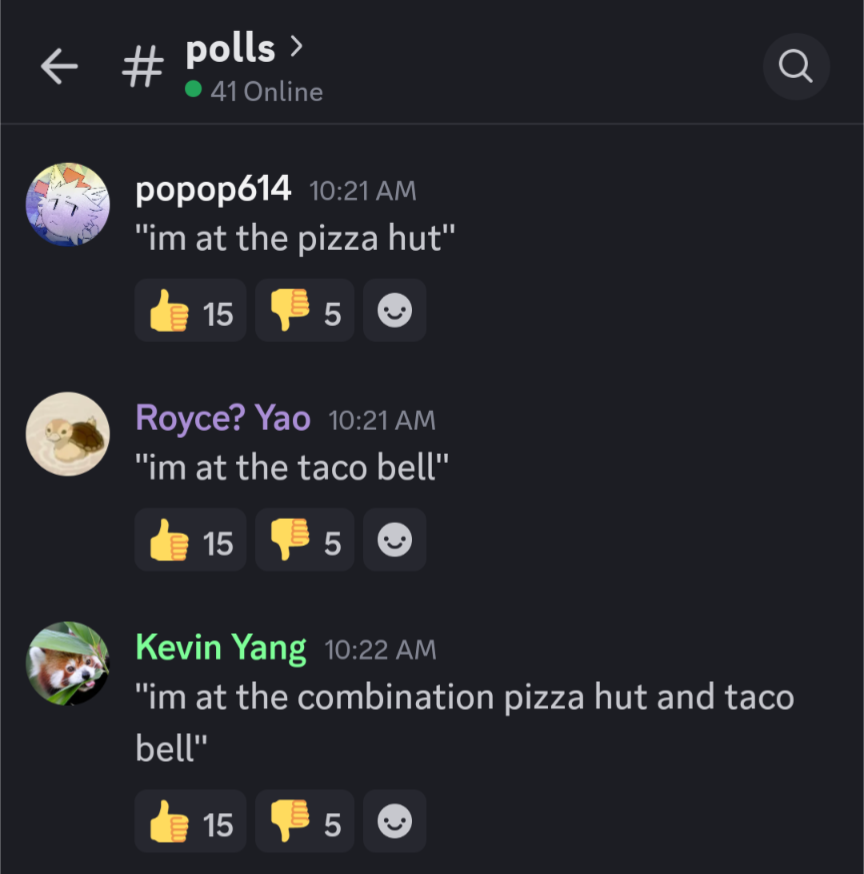 # polls >
41 Online
popop614 10:21 AM
"im at the pizza hut"
👍 15 👎 5
Royce? Yao 10:21 AM
"im at the taco bell"
👍 15 👎 5
Kevin Yang 10:22 AM
"im at the combination pizza hut and taco
bell"
👍 15 👎 5